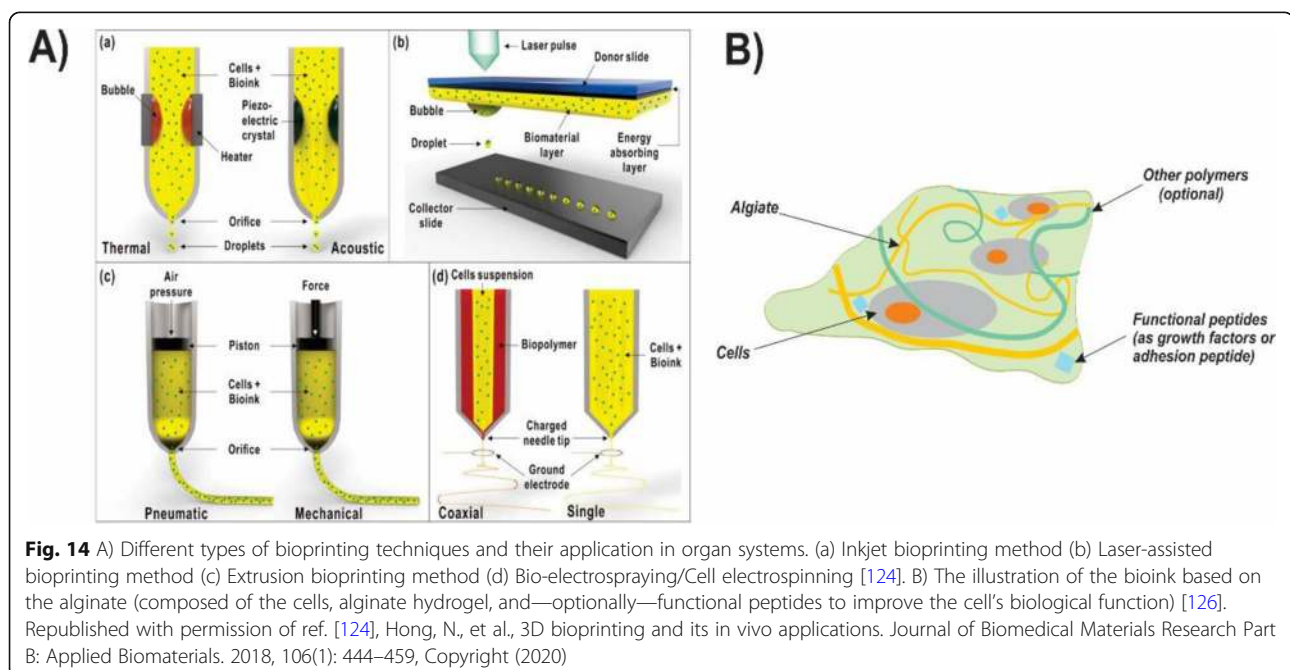 A)
(a)
Cells +
Bioink
Bubble
Piezo-
electric
crystal
Heater
Orifice
Thermal
Droplets
Acoustic
(b)
Laser pulse
Donor slide
Bubble
Droplet
Biomaterial
layer
Energy
absorbing
layer
Collector
slide
(c)
Air
pressure
Force
Piston
Cells +
Bioink
Orifice
Pneumatic
Mechanical
(d)
Cells suspension
Biopolymer
Cells +
Bioink
Charged
needle tip
Ground
electrode
Coaxial
Single
B)
Other polymers
(optional)
Algiate
Functional peptides
(as growth factors or
adhesion peptide)
Cells
Fig. 14 A) Different types of bioprinting techniques and their application in organ systems. (a) Inkjet bioprinting method (b) Laser-assisted
bioprinting method (c) Extrusion bioprinting method (d) Bio-electrospraying/Cell electrospinning [124]. B) The illustration of the bioink based on
the alginate (composed of the cells, alginate hydrogel, and—optionally—functional peptides to improve the cell's biological function) [126].
Republished with permission of ref. [124], Hong, N., et al., 3D bioprinting and its in vivo applications. Journal of Biomedical Materials Research Part
B: Applied Biomaterials. 2018, 106(1): 444–459, Copyright (2020)